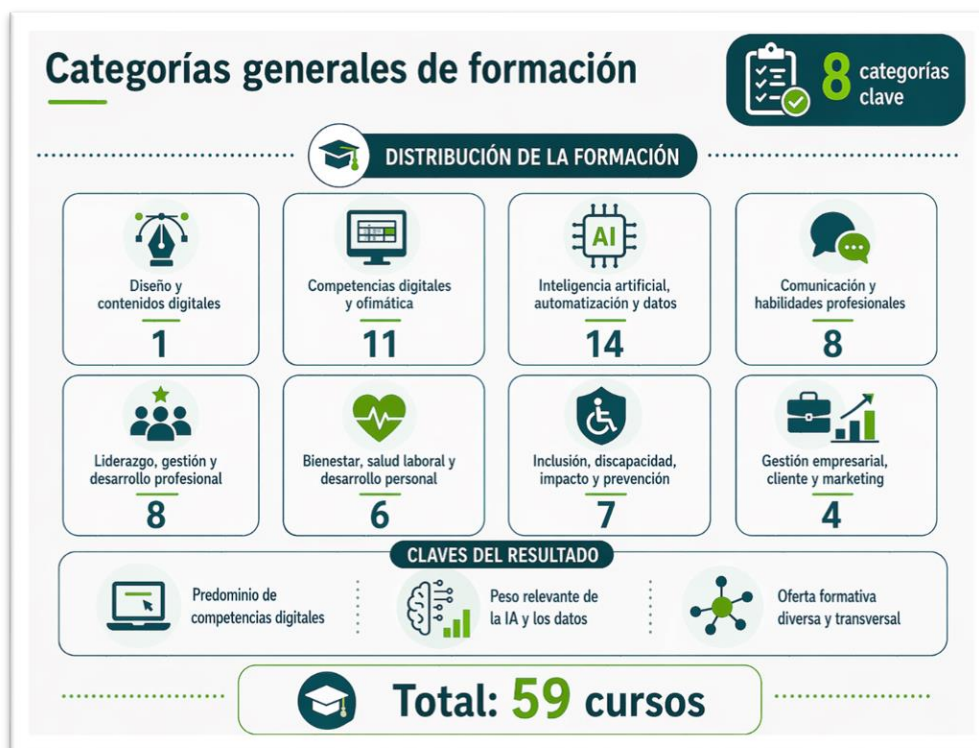 Categorías generales de formación
8 categorías
clave
DISTRIBUCIÓN DE LA FORMACIÓN
Diseño y
contenidos digitales
1
Competencias digitales
y ofimática
11
AI
Inteligencia artificial,
automatización y datos
14
Comunicación y
habilidades profesionales
8
Liderazgo, gestión y
desarrollo profesional
8
Bienestar, salud laboral y
desarrollo personal
6
Inclusión, discapacidad,
impacto y prevención
7
Gestión empresarial,
cliente y marketing
4
CLAVES DEL RESULTADO
Predominio de
competencias digitales
Peso relevante de
la IA y los datos
Oferta formativa
diversa y transversal
Total: 59 cursos